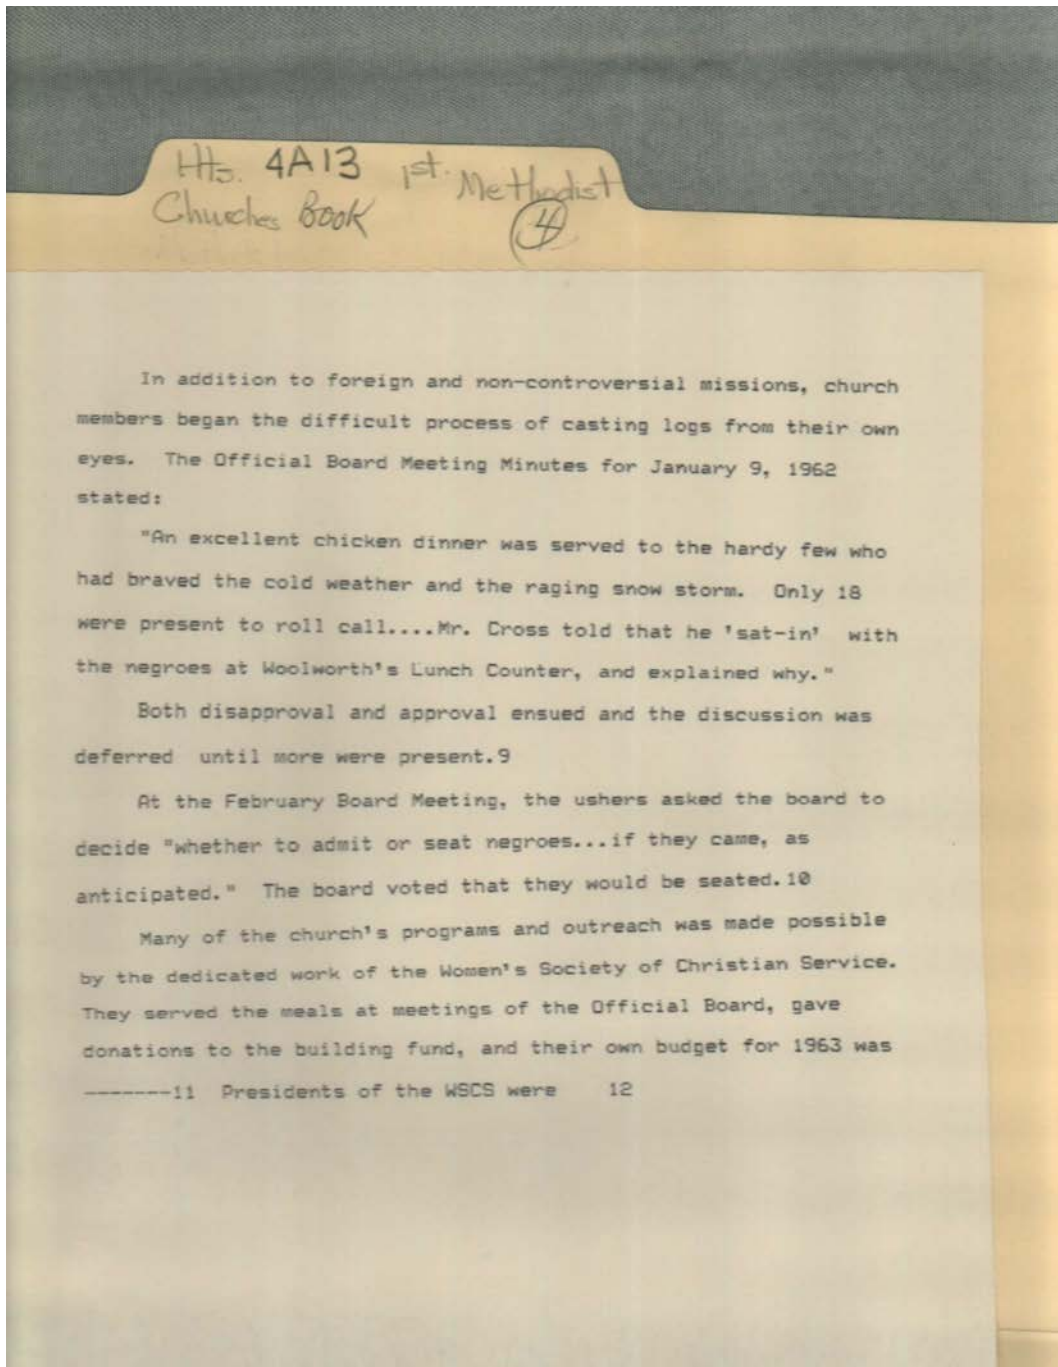 Hts. 4A13 1st. Methodist
Churches Book 4
In addition to foreign and non-controversial missions, church
members began the difficult process of casting logs from their own
eyes. The Official Board Meeting Minutes for January 9, 1962
stated:
"An excellent chicken dinner was served to the hardy few who
had braved the cold weather and the raging snow storm. Only 18
were present to roll call....Mr. Cross told that he 'sat-in' with
the negroes at Woolworth's Lunch Counter, and explained why."
Both disapproval and approval ensued and the discussion was
deferred until more were present.9
At the February Board Meeting, the ushers asked the board to
decide "whether to admit or seat negroes...if they came, as
anticipated." The board voted that they would be seated.10
Many of the church's programs and outreach was made possible
by the dedicated work of the Women's Society of Christian Service.
They served the meals at meetings of the Official Board, gave
donations to the building fund, and their own budget for 1963 was
-------11 Presidents of the WSCS were 12